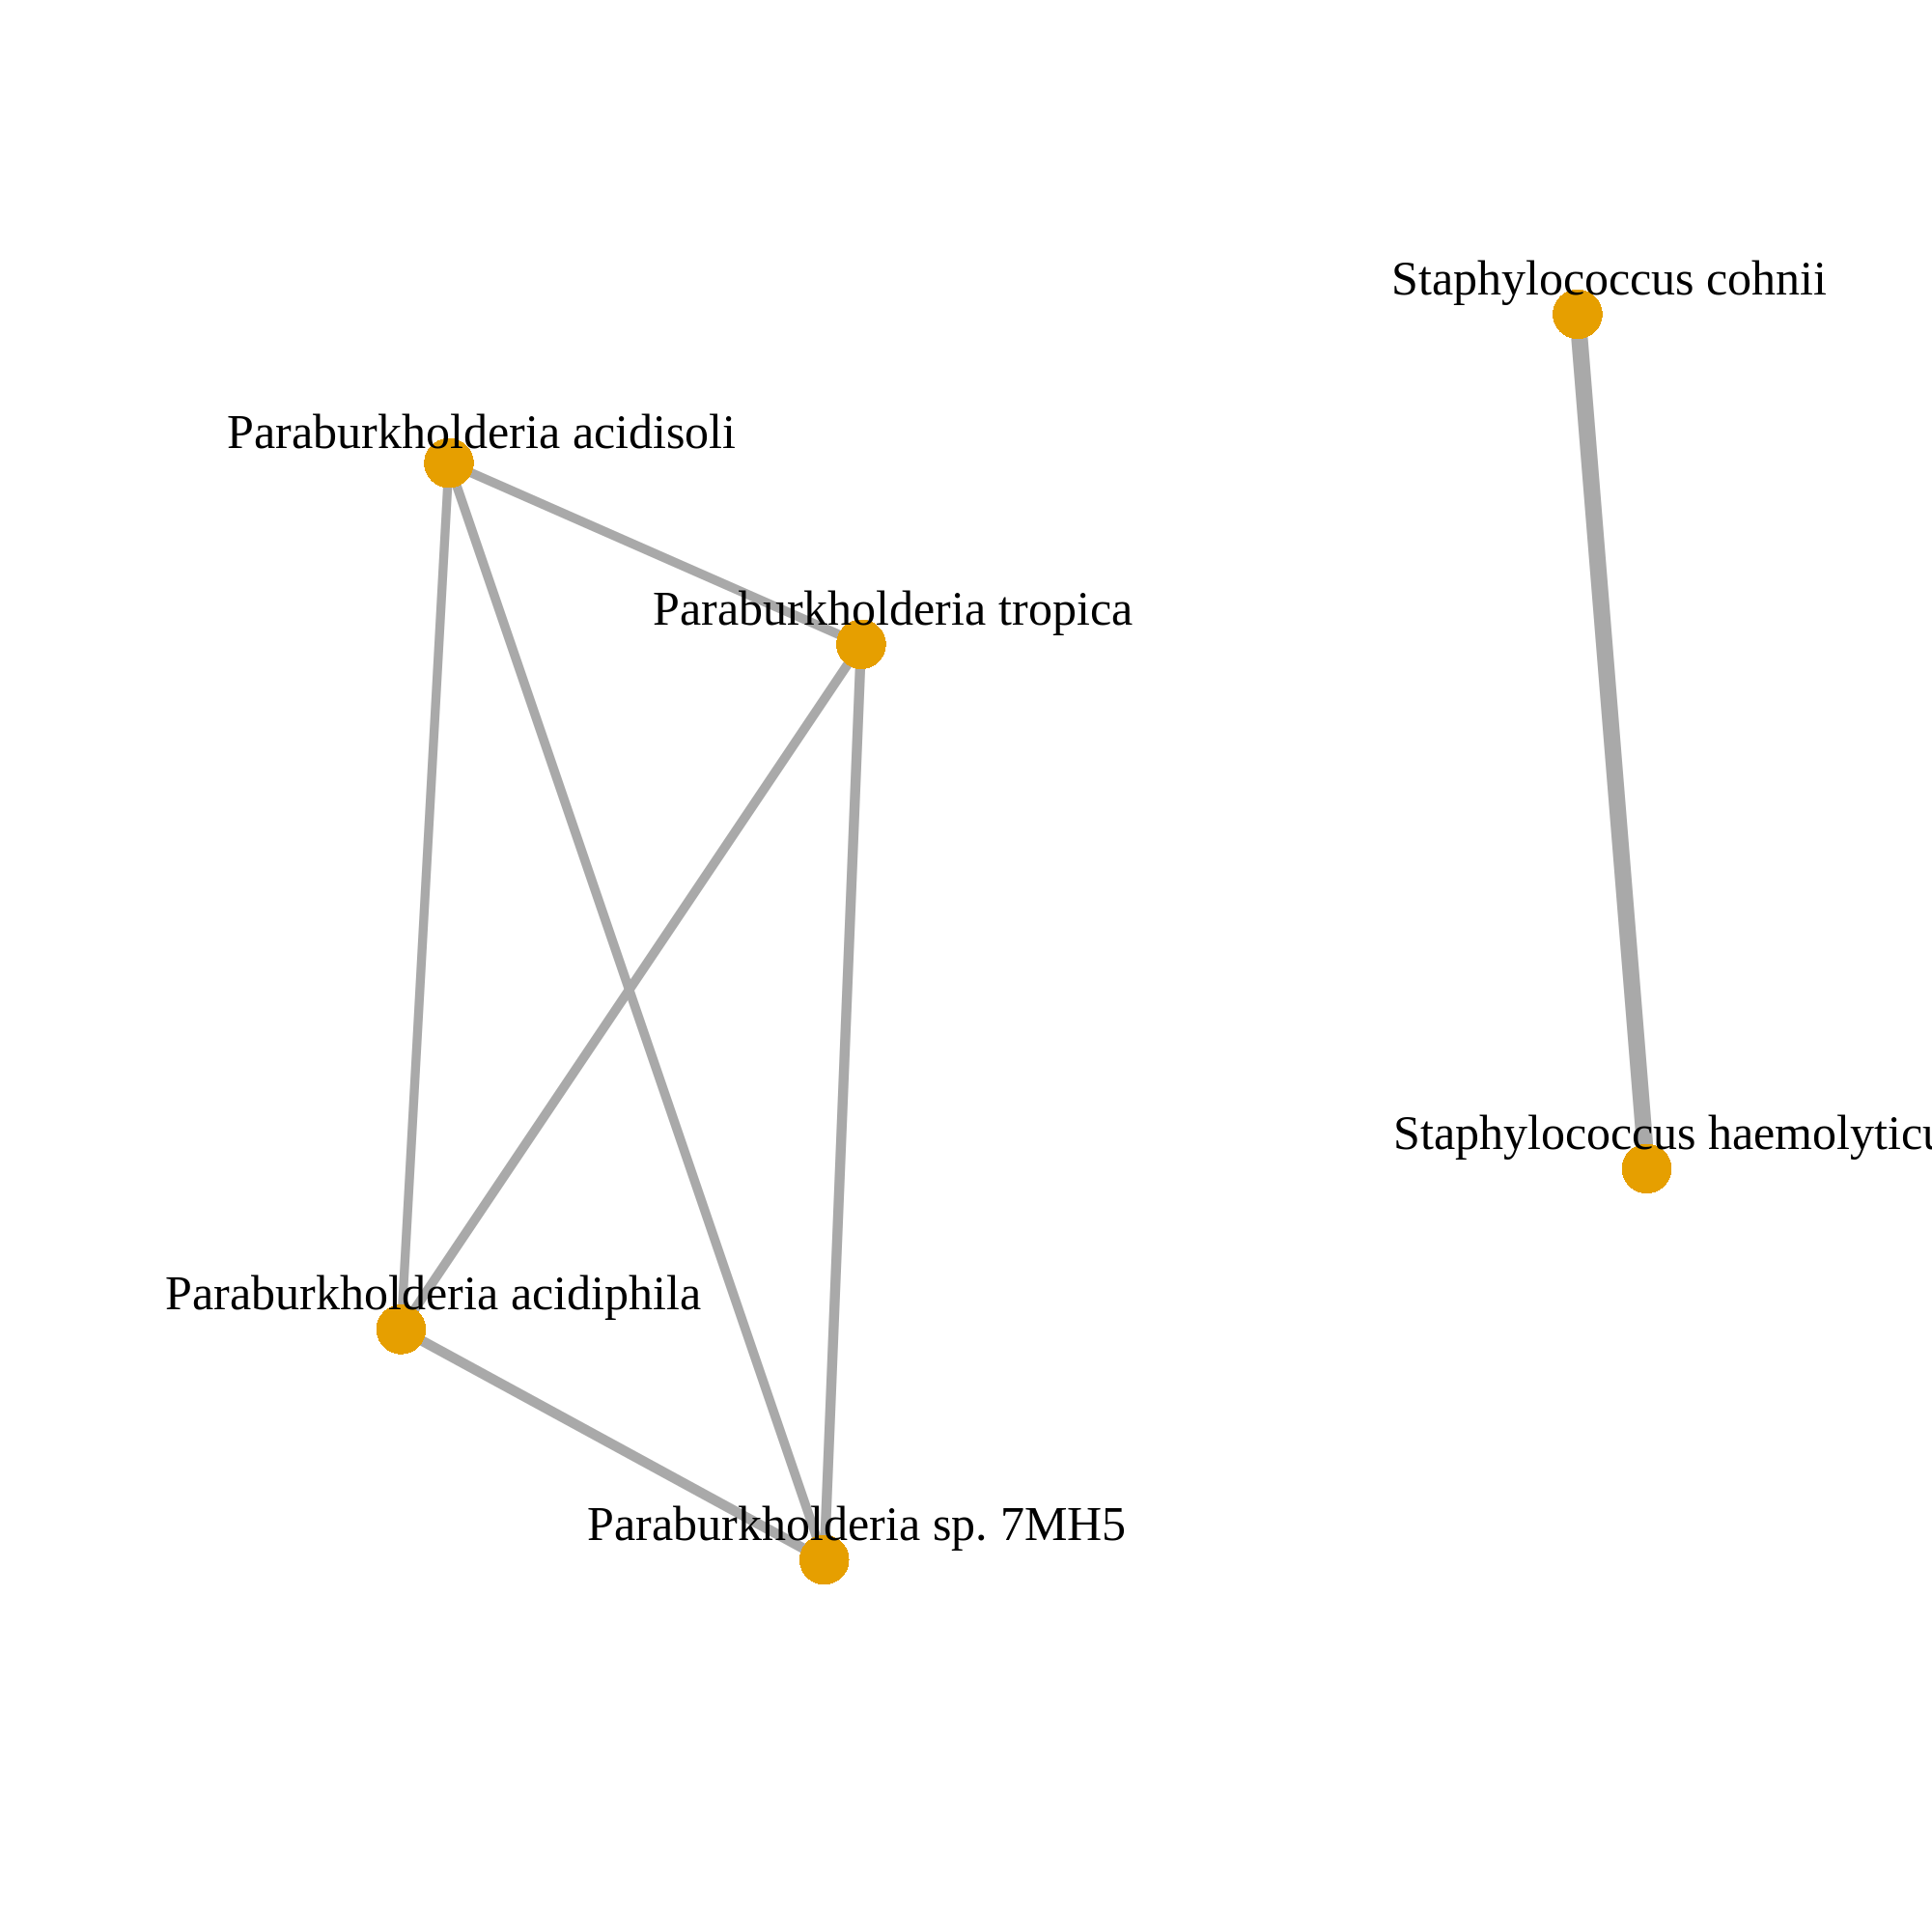 Staphylococcus cohnii
Paraburkholderia acidisoli
Paraburkholderia tropica
Staphylococcus haemolyticu
Paraburkholderia acidiphila
Paraburkholderia sp. 7MH5